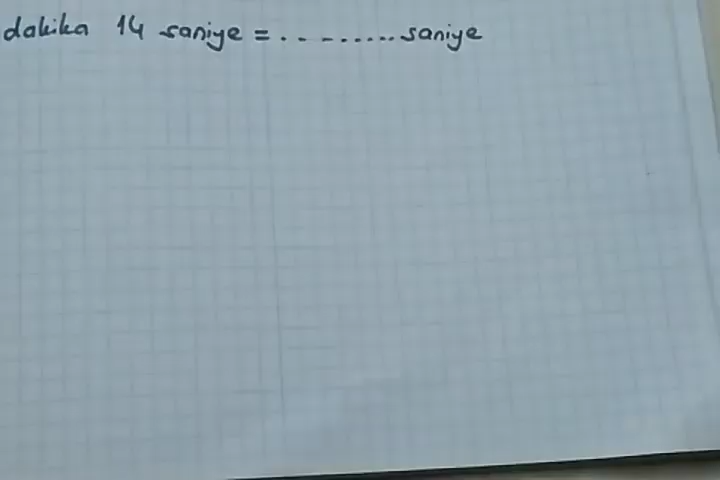 dakika 14 saniye = ......... saniye